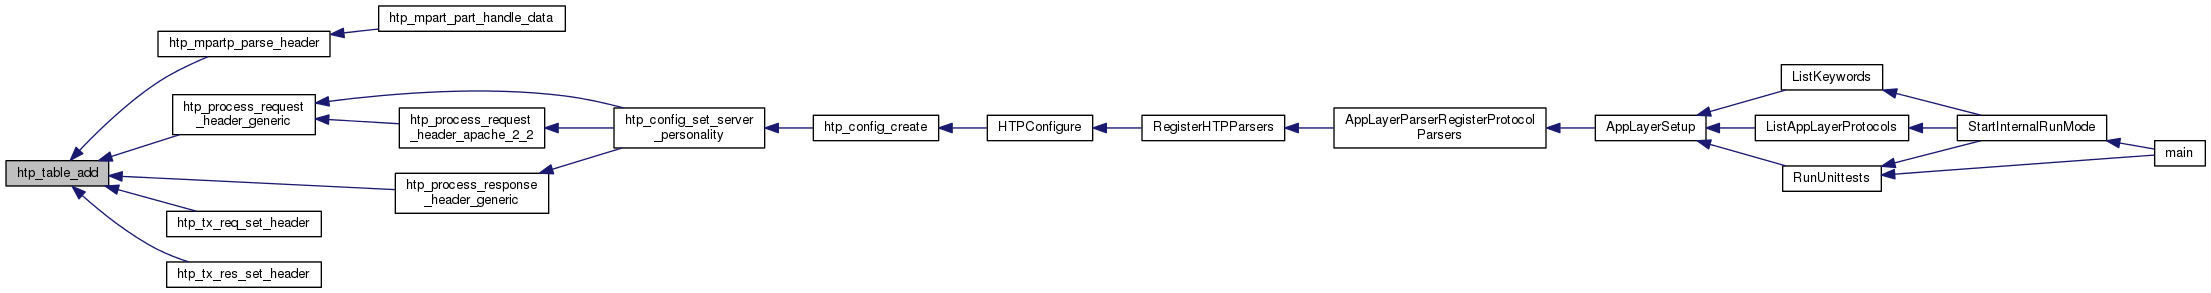 htp_table_add
htp_mpartp_parse_header
htp_mpart_part_handle_data
htp_process_request
_header_generic
htp_process_request
_header_apache_2_2
htp_process_response
_header_generic
htp_tx_req_set_header
htp_tx_res_set_header
htp_config_set_server
_personality
htp_config_create
HTPConfigure
RegisterHTPParsers
AppLayerParserRegisterProtocol
Parsers
AppLayerSetup
ListKeywords
ListAppLayerProtocols
RunUnittests
StartInternalRunMode
main